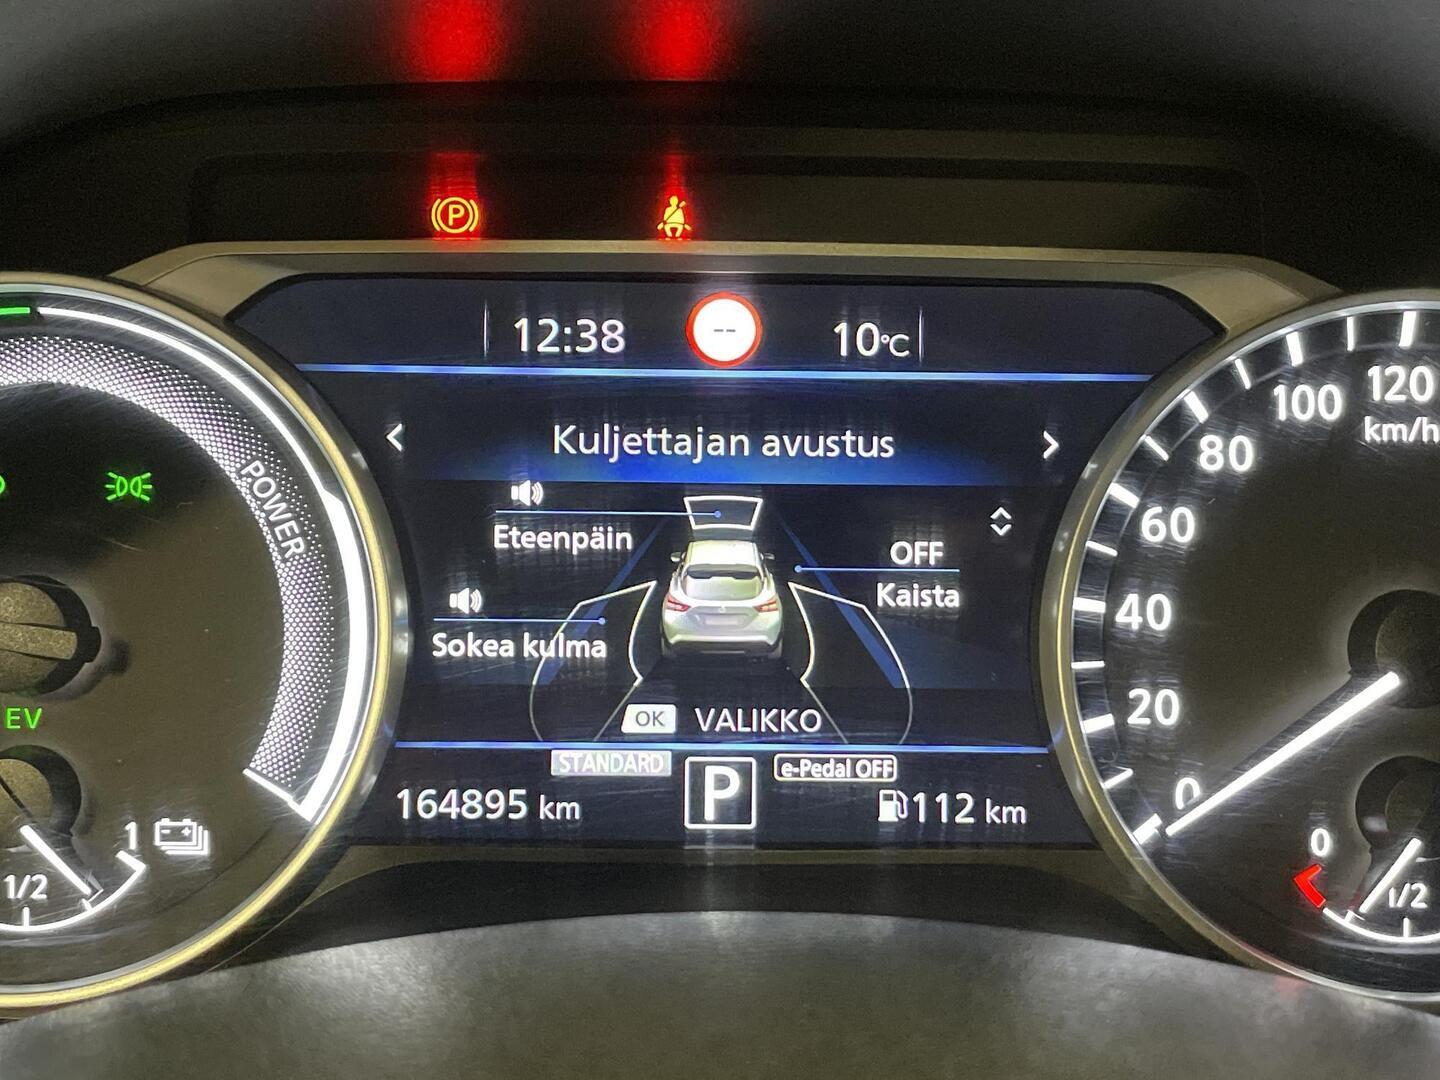 P
12:38
--
10°C
Kuljettajan avustus
Eteenpäin
OFF
Kaista
Sokea kulma
OK VALIKKO
STANDARD
P
e-Pedal OFF
164895 km
112 km
POWER
EV
1
1/2
120
km/h
100
80
60
40
20
0
0
1/2